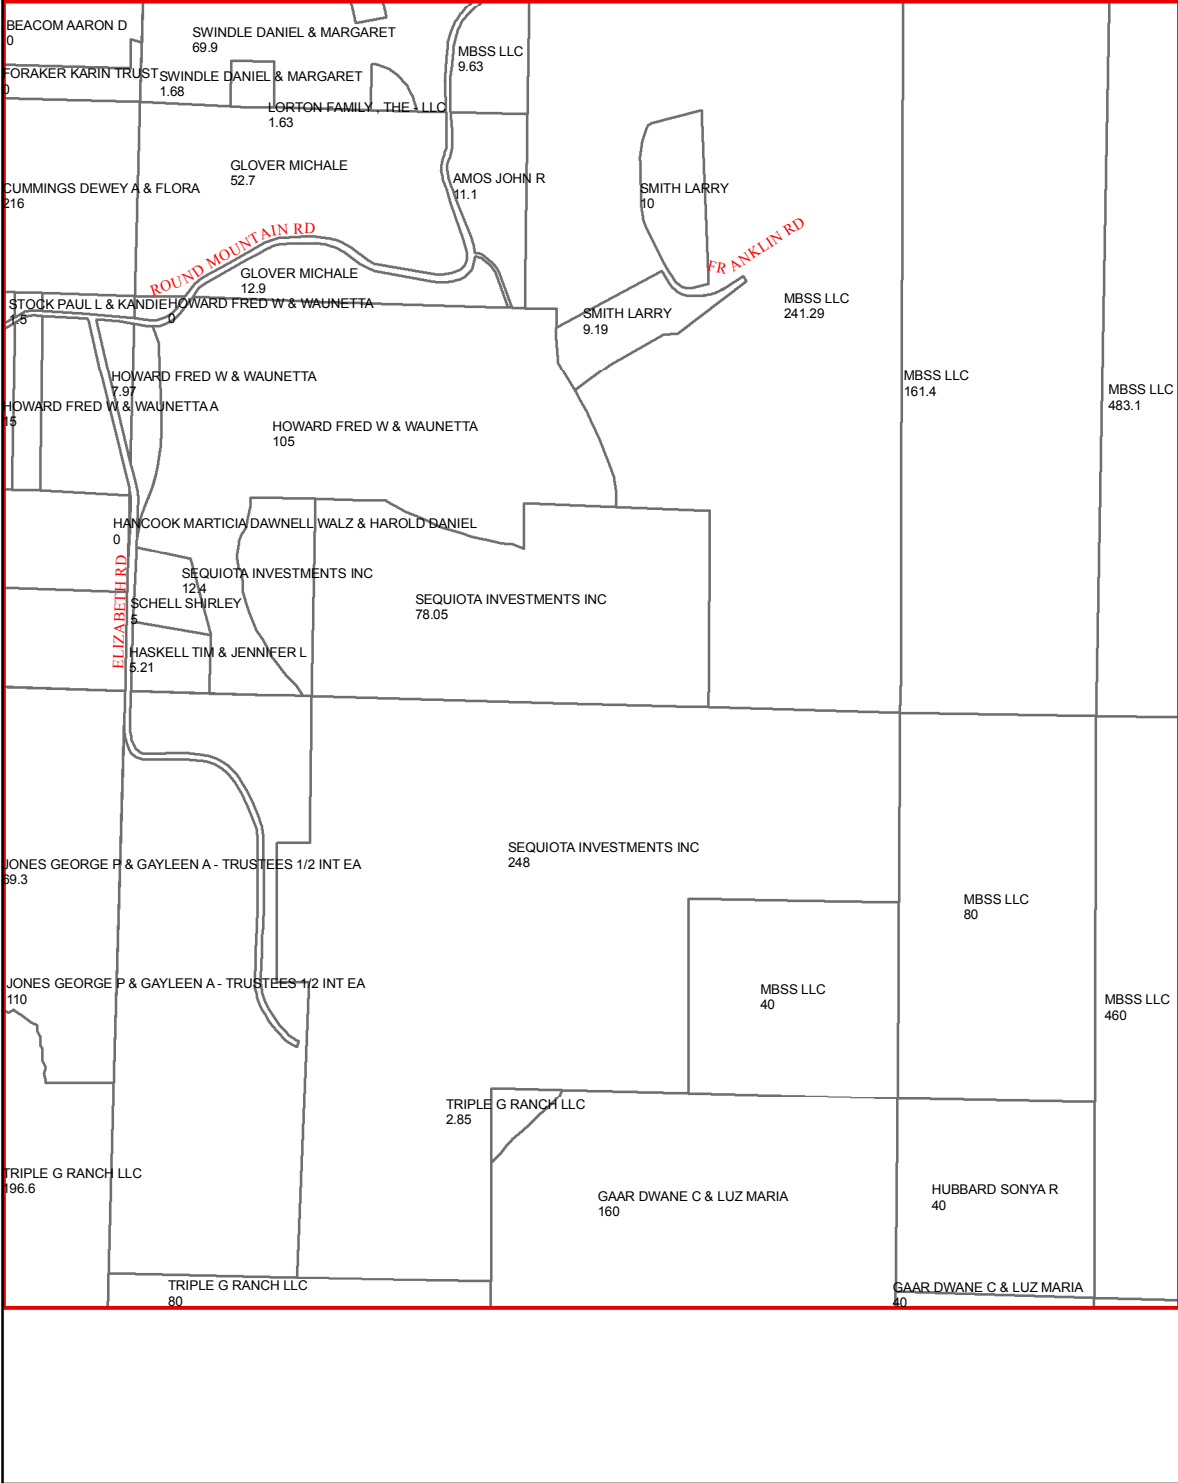 BEACOM AARON D
0
SWINDLE DANIEL & MARGARET
69.9
MBSS LLC
9.63
FORAKER KARIN TRUST
0
SWINDLE DANIEL & MARGARET
1.68
LORTON FAMILY , THE - LLC
1.63
GLOVER MICHALE
52.7
CUMMINGS DEWEY A & FLORA
216
AMOS JOHN R
11.1
SMITH LARRY
10
ROUND MOUNTAIN RD
FRANKLIN RD
GLOVER MICHALE
12.9
STOCK PAUL L & KANDIE
1.5
HOWARD FRED W & WAUNETTA
0
SMITH LARRY
9.19
MBSS LLC
241.29
HOWARD FRED W & WAUNETTA
7.97
MBSS LLC
161.4
MBSS LLC
483.1
HOWARD FRED W & WAUNETTA A
15
HOWARD FRED W & WAUNETTA
105
HANCOOK MARTICIA DAWNELL WALZ & HAROLD DANIEL
0
SEQUIOTA INVESTMENTS INC
12.4
ELIZABETH RD
SCHELL SHIRLEY
5
SEQUIOTA INVESTMENTS INC
78.05
HASKELL TIM & JENNIFER L
5.21
SEQUIOTA INVESTMENTS INC
248
JONES GEORGE P & GAYLEEN A - TRUSTEES 1/2 INT EA
69.3
MBSS LLC
80
JONES GEORGE P & GAYLEEN A - TRUSTEES 1/2 INT EA
110
MBSS LLC
40
MBSS LLC
460
TRIPLE G RANCH LLC
2.85
TRIPLE G RANCH LLC
196.6
GAAR DWANE C & LUZ MARIA
160
HUBBARD SONYA R
40
TRIPLE G RANCH LLC
80
GAAR DWANE C & LUZ MARIA
40